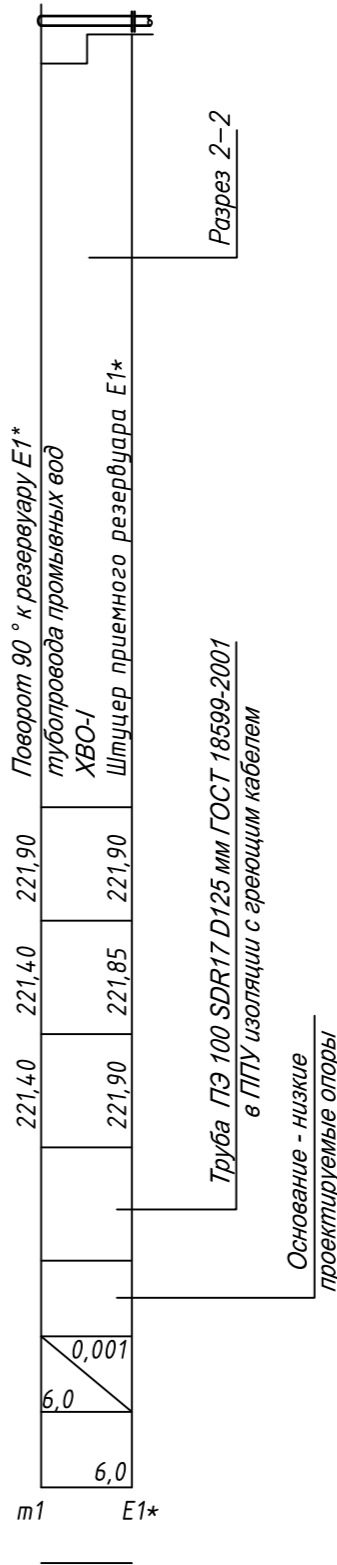 Разрез 2-2
Поворот 90 ° к резервуару Е1*
тубопровода промывных вод
ХВО-I
Штуцер приемного резервуара Е1*
221,90
221,90
221,40
221,85
221,40
221,90
Труба ПЭ 100 SDR17 D125 мм ГОСТ 18599-2001
в ППУ изоляции с греющим кабелем
Основание - низкие
проектируемые опоры
0,001
6,0
6,0
т1
Е1*